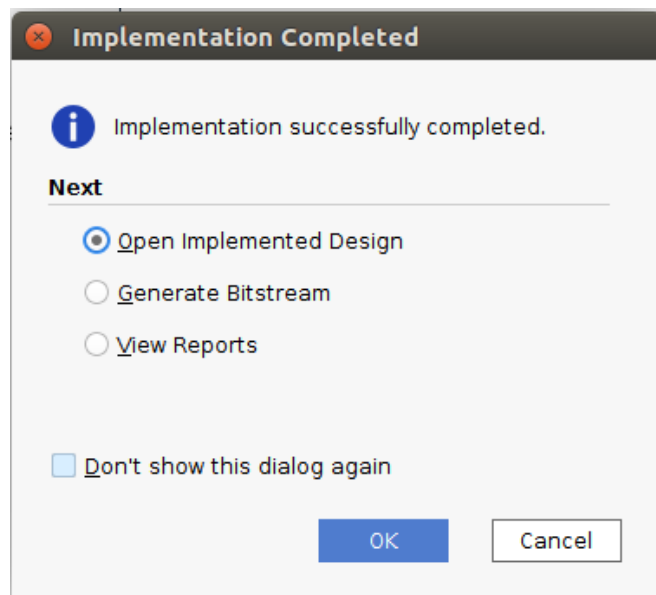 Implementation Completed
Implementation successfully completed.
Next
Open Implemented Design
Generate Bitstream
View Reports
Don't show this dialog again
OK
Cancel